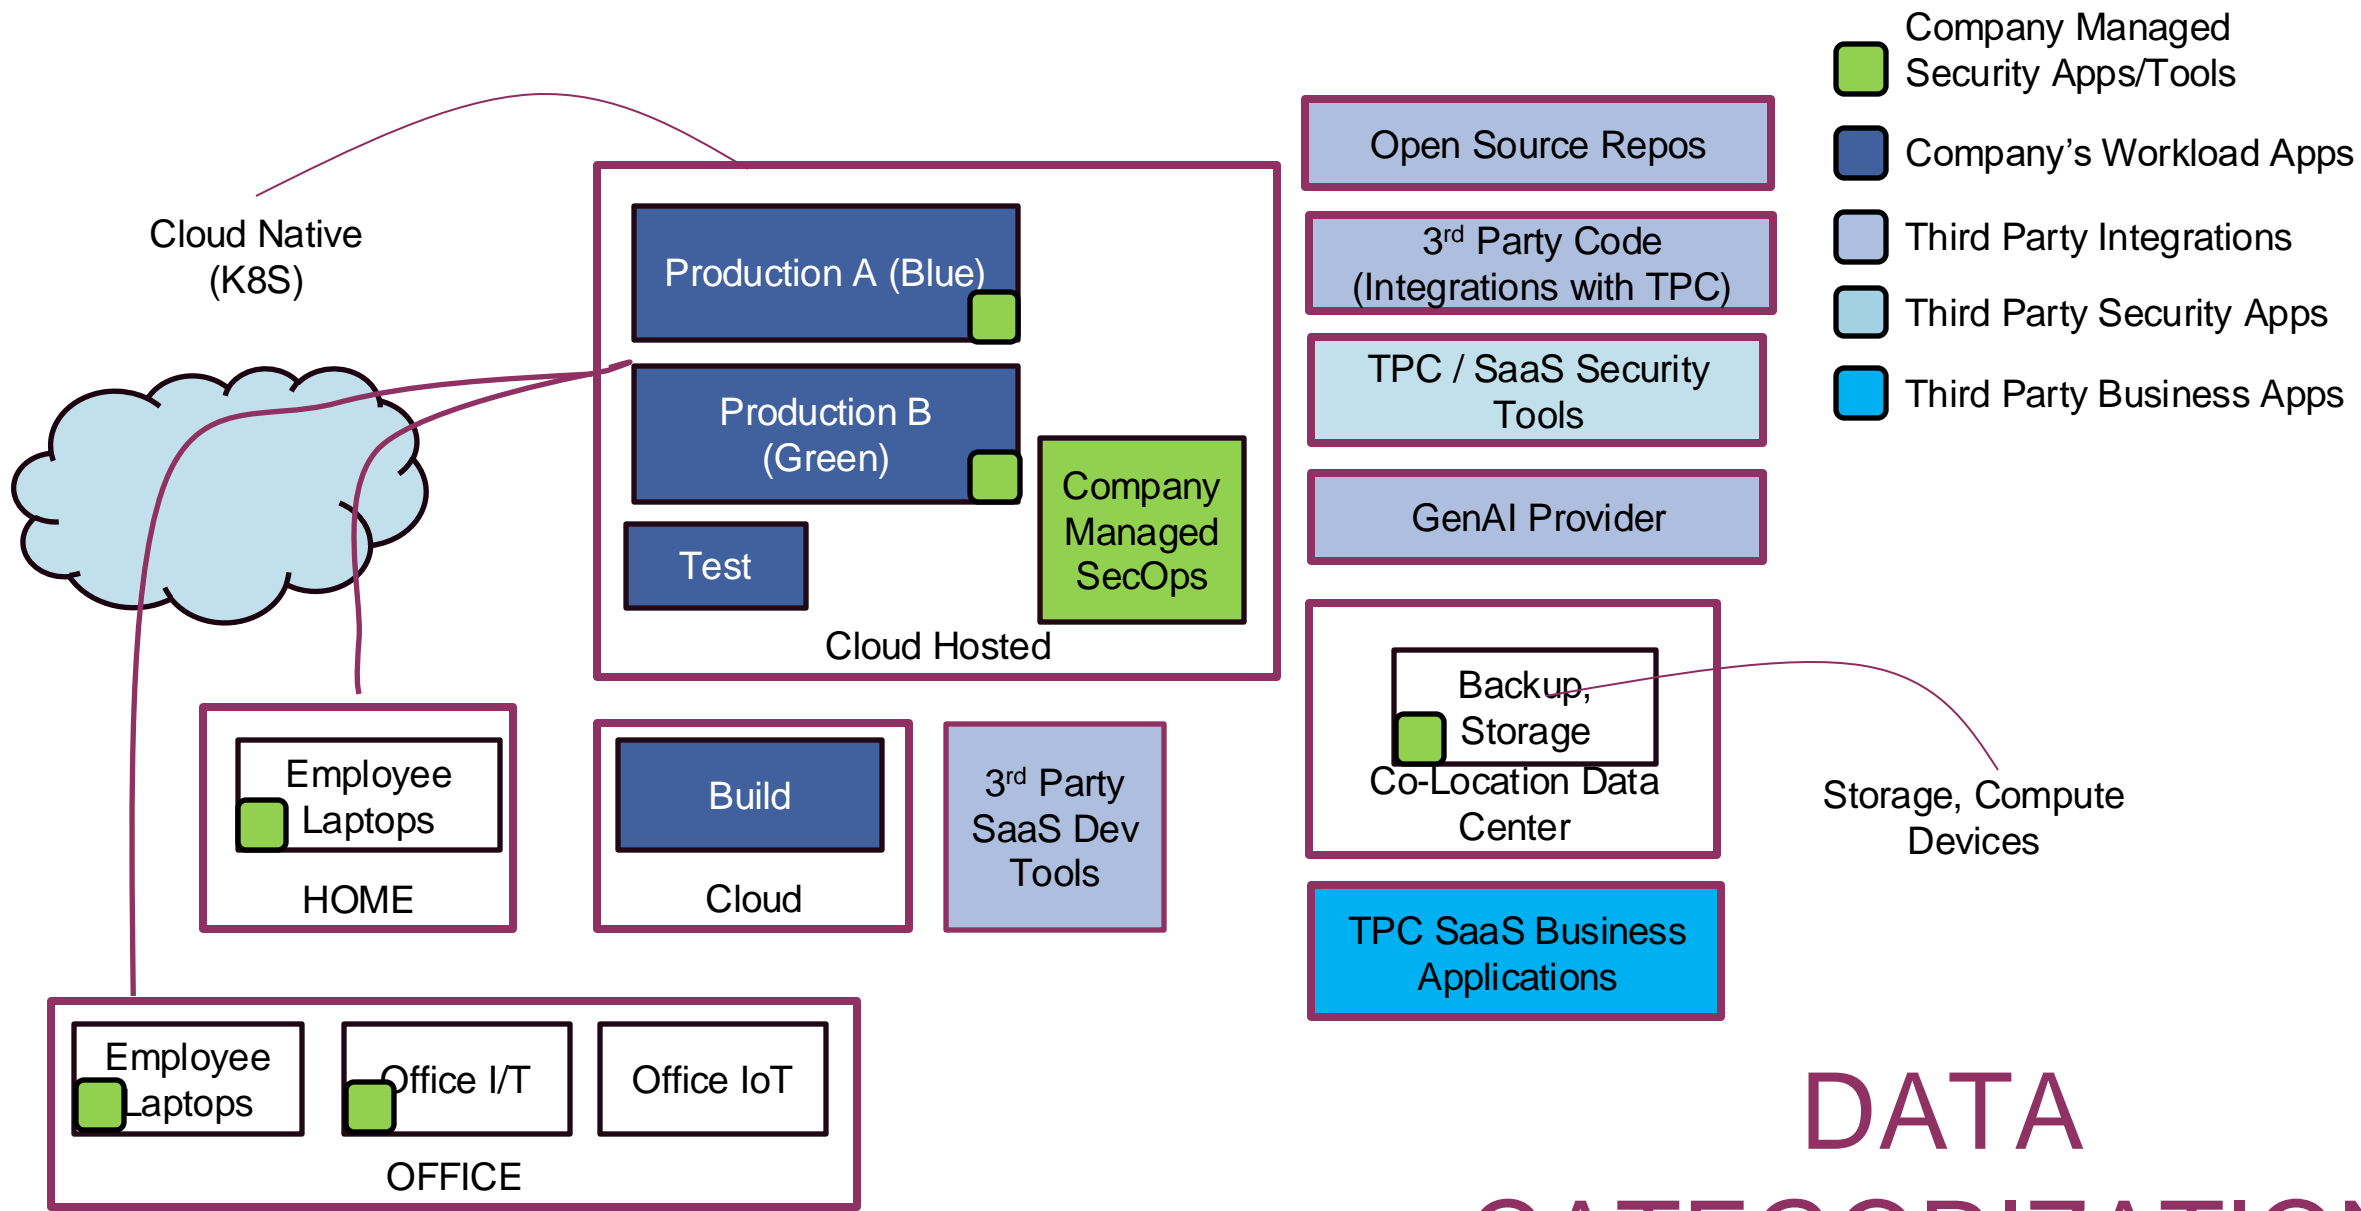 Company Managed
Security Apps/Tools
Company's Workload Apps
Third Party Integrations
Third Party Security Apps
Third Party Business Apps
Cloud Native
(K8S)
Production A (Blue)
Production B
(Green)
Test
Company
Managed
SecOps
Cloud Hosted
Open Source Repos
3rd Party Code
(Integrations with TPC)
TPC / SaaS Security
Tools
GenAI Provider
Backup,
Storage
Co-Location Data
Center
Storage, Compute
Devices
TPC SaaS Business
Applications
Employee
Laptops
HOME
Build
Cloud
3rd Party
SaaS Dev
Tools
Employee
Laptops
Office I/T
Office IoT
OFFICE
DATA
CATEGORIZATION